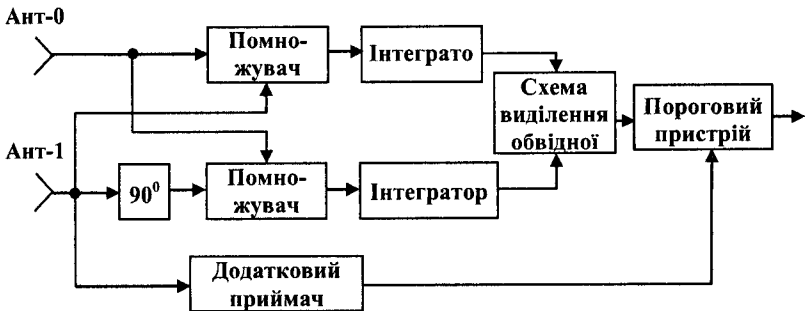 Ант-0
Помно-
жувач
Інтеграто
Схема
виділення
обвідної
Пороговий
пристрій
Ант-1
90⁰
Помно-
жувач
Інтегратор
Додатковий
приймач